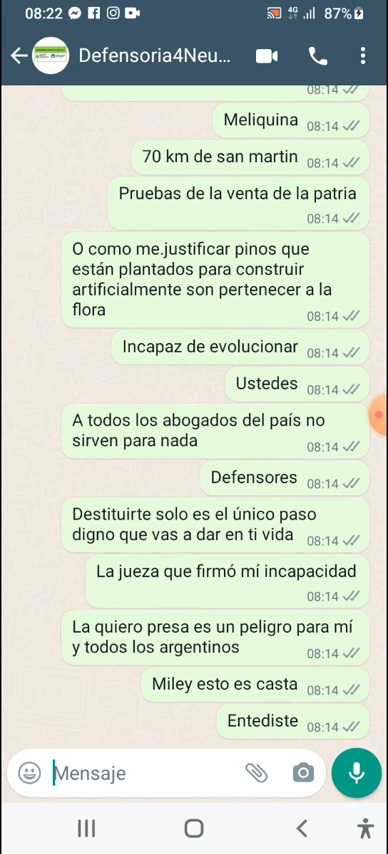 08:22
4G
87%
Defensoria4Neu...
08:14
Meliquina 08:14
70 km de san martin 08:14
Pruebas de la venta de la patria
08:14
O como me.justificar pinos que
están plantados para construir
artificialmente son pertenecer a la
flora 08:14
Incapaz de evolucionar 08:14
Ustedes 08:14
A todos los abogados del país no
sirven para nada 08:14
Defensores 08:14
Destituirte solo es el único paso
digno que vas a dar en ti vida 08:14
La jueza que firmó mí incapacidad
08:14
La quiero presa es un peligro para mí
y todos los argentinos 08:14
Miley esto es casta 08:14
Entediste 08:14
Mensaje